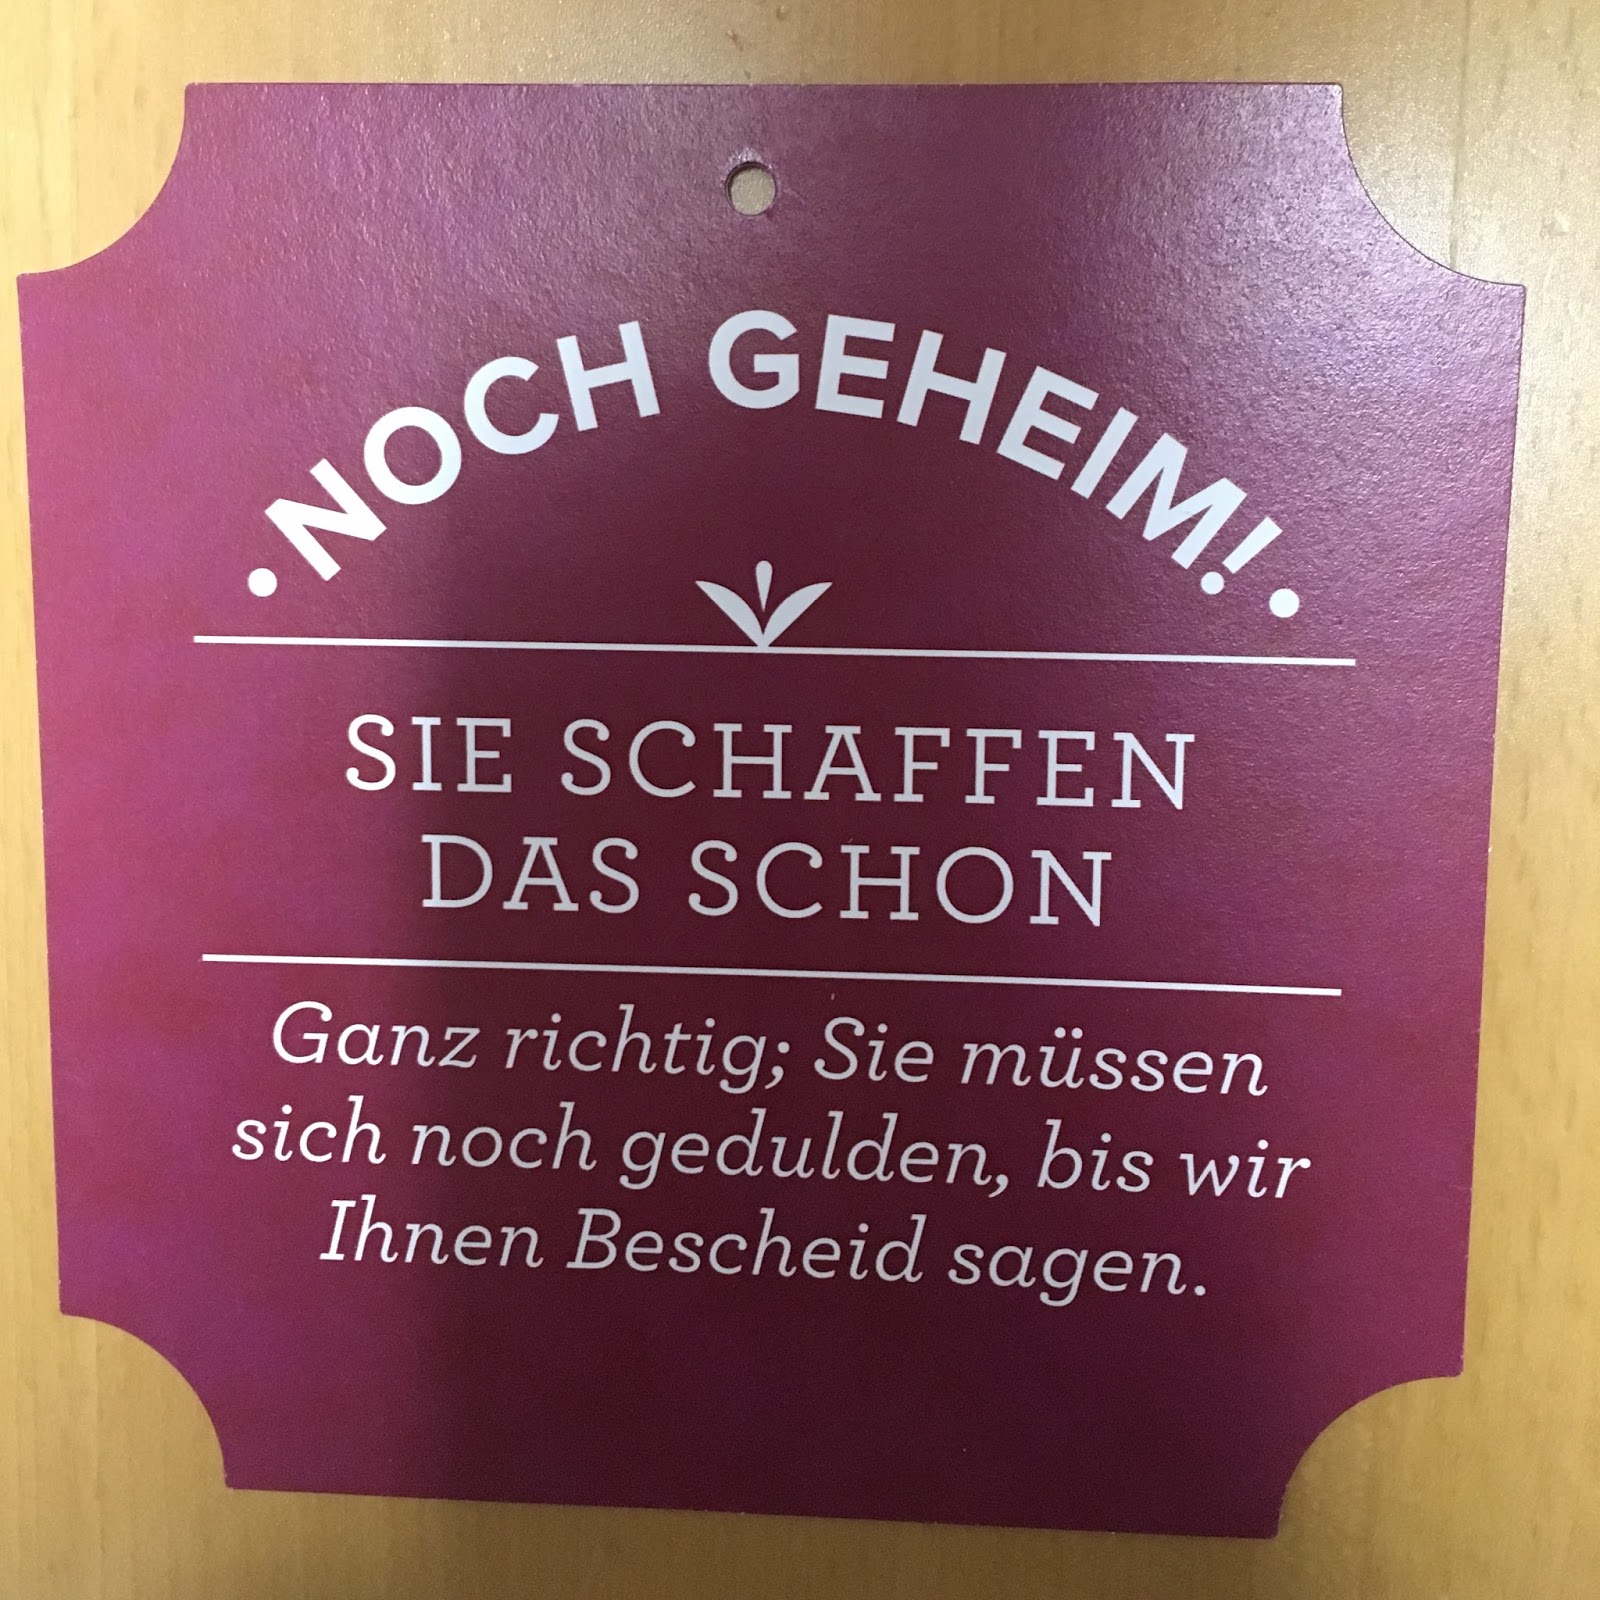 • NOCH GEHEIM! •
SIE SCHAFFEN
DAS SCHON
Ganz richtig; Sie müssen
sich noch gedulden, bis wir
Ihnen Bescheid sagen.